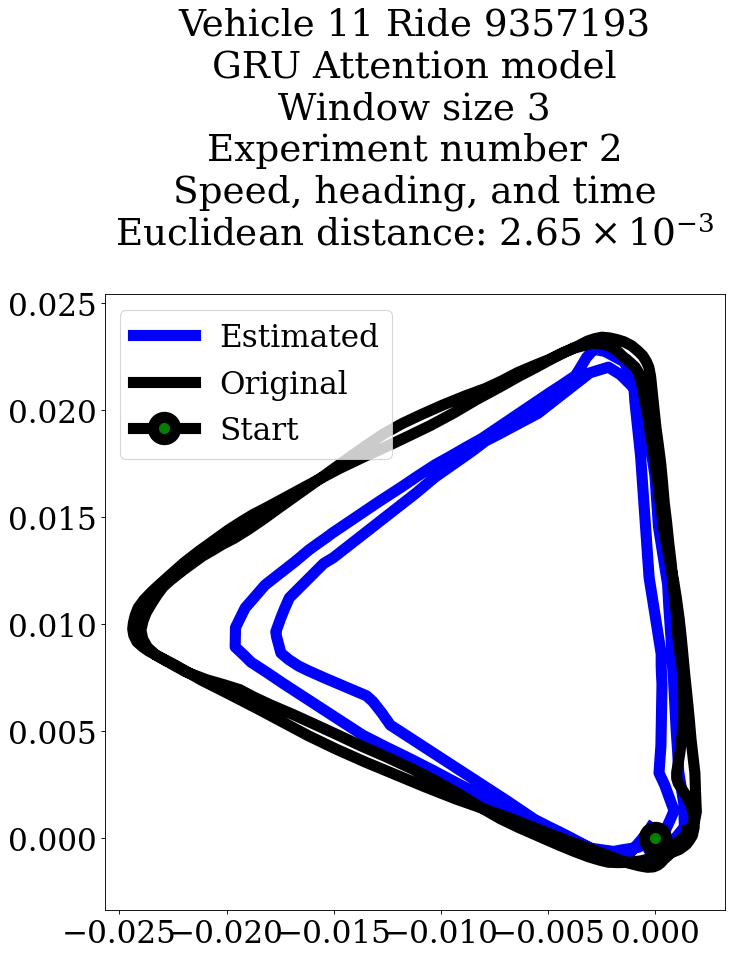 Vehicle 11 Ride 9357193
GRU Attention model
Window size 3
Experiment number 2
Speed, heading, and time
Euclidean distance: 2.65 × 10⁻³
0.025
Estimated
Original
0.020
Start
0.015
0.010
0.005
0.000
−0.025 −0.020 −0.015 −0.010 −0.005 0.000